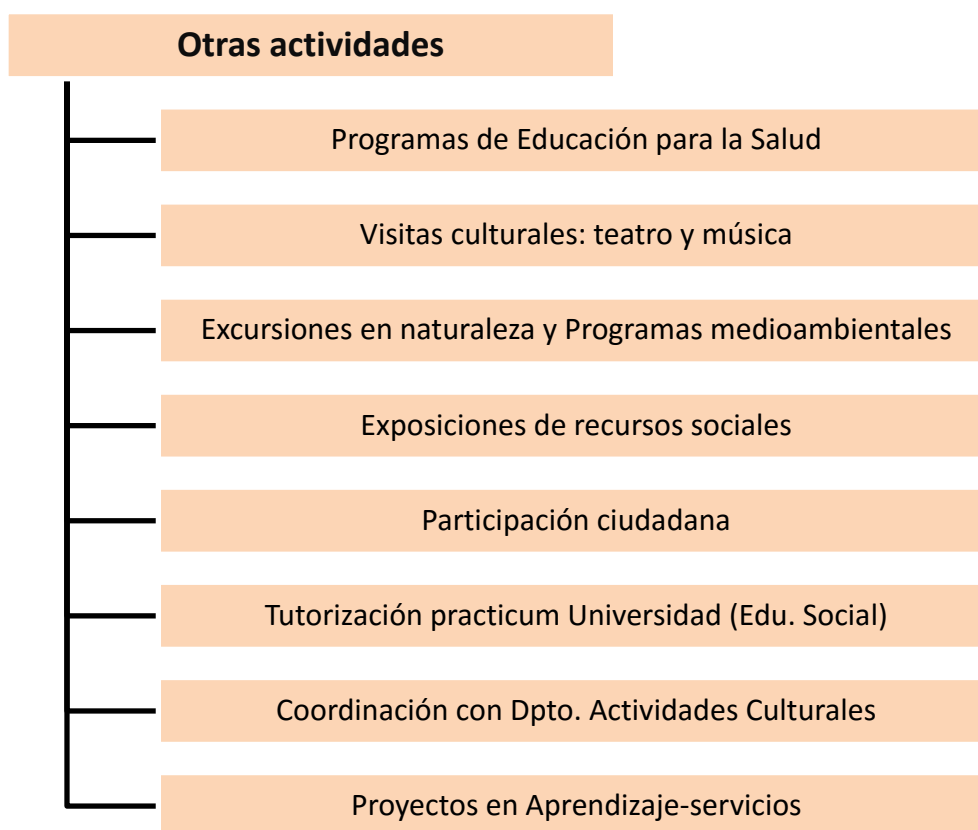 Otras actividades
Programas de Educación para la Salud
Visitas culturales: teatro y música
Excursiones en naturaleza y Programas medioambientales
Exposiciones de recursos sociales
Participación ciudadana
Tutorización practicum Universidad (Edu. Social)
Coordinación con Dpto. Actividades Culturales
Proyectos en Aprendizaje-servicios